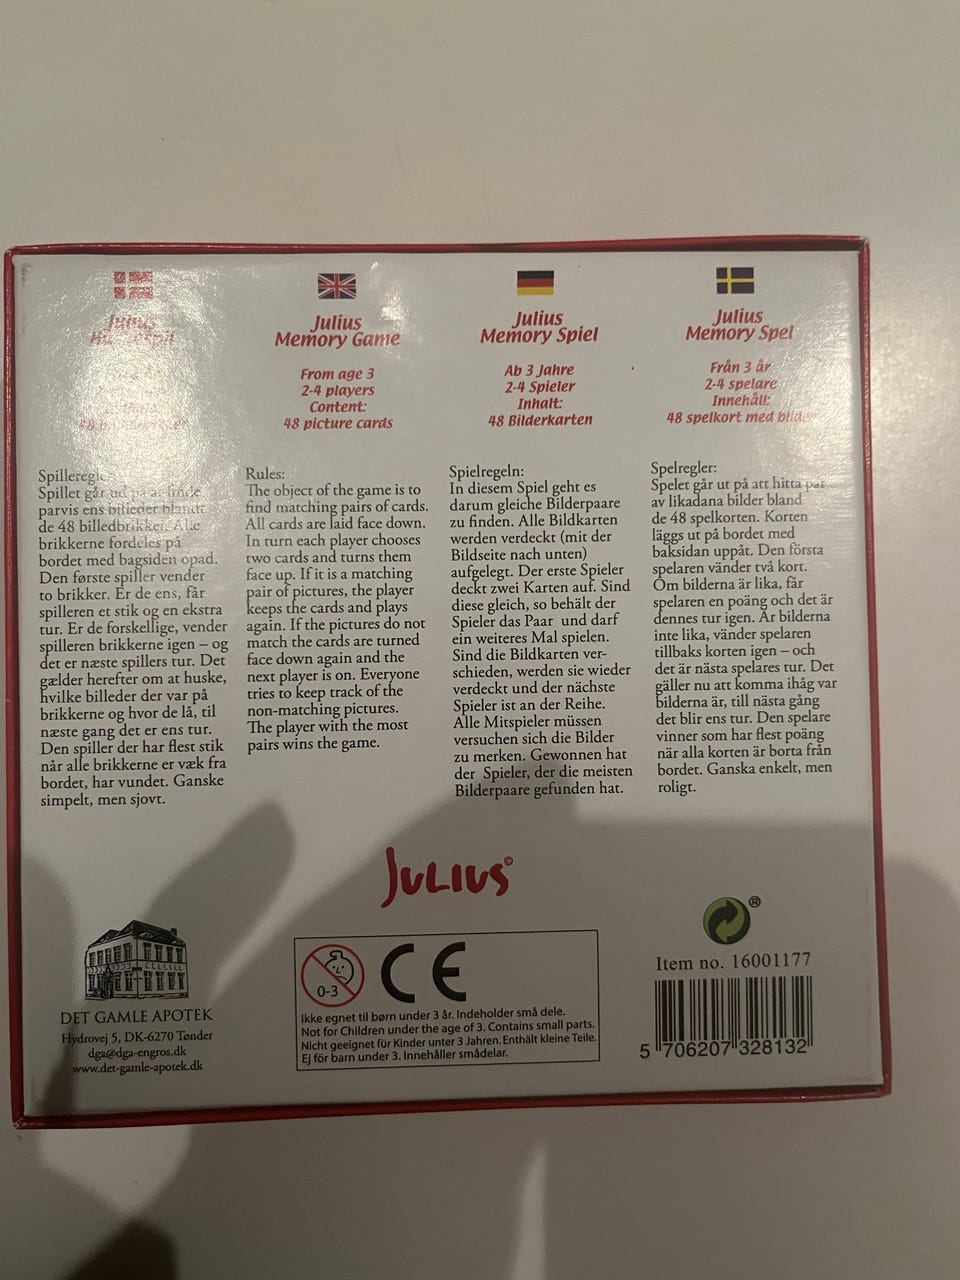 Julius
Spilleregler
Spillet går ud på at finde
parvis ens billeder blandt
de 48 billedbrikker. Alle
brikkerne fordeles på
bordet med bagsiden opad.
Den første spiller vender
to brikker. Er de ens, får
spilleren et stik og en ekstra
tur. Er de forskellige, vender
spilleren brikkerne igen – og
det er næste spillers tur. Det
gælder herefter om at huske,
hvilke billeder der var på
brikkerne og hvor de lå, til
næste gang det er ens tur.
Den spiller der har flest stik
når alle brikkerne er væk fra
bordet, har vundet. Ganske
simpelt, men sjovt.
Julius
Memory Game
From age 3
2-4 players
Content:
48 picture cards
Rules:
The object of the game is to
find matching pairs of cards.
All cards are laid face down.
In turn each player chooses
two cards and turns them
face up. If it is a matching
pair of pictures, the player
keeps the cards and plays
again. If the pictures do not
match the cards are turned
face down again and the
next player is on. Everyone
tries to keep track of the
non-matching pictures.
The player with the most
pairs wins the game.
Julius
Memory Spiel
Ab 3 Jahre
2-4 Spieler
Inhalt:
48 Bilderkarten
Spielregeln:
In diesem Spiel geht es
darum gleiche Bilderpaare
zu finden. Alle Bildkarten
werden verdeckt (mit der
Bildseite nach unten)
aufgelegt. Der erste Spieler
deckt zwei Karten auf. Sind
diese gleich, so behält der
Spieler das Paar und darf
ein weiteres Mal spielen.
Sind die Bildkarten ver-
schieden, werden sie wieder
verdeckt und der nächste
Spieler ist an der Reihe.
Alle Mitspieler müssen
versuchen sich die Bilder
zu merken. Gewonnen hat
der Spieler, der die meisten
Bilderpaare gefunden hat.
Julius
Memory Spel
Från 3 år
2-4 spelare
Innehåll:
48 spelkort med bilder
Spelregler:
Spelet går ut på att hitta par
av likadana bilder bland
de 48 spelkorten. Korten
läggs ut på bordet med
baksidan uppåt. Den första
spelaren vänder två kort.
Om bilderna är lika, får
spelaren en poäng och det är
dennes tur igen. Är bilderna
inte lika, vänder spelaren
tillbaks korten igen – och
det är nästa spelares tur. Det
gäller nu att komma ihåg var
bilderna är, till nästa gång
det blir ens tur. Den spelare
vinner som har flest poäng
när alla korten är borta från
bordet. Ganska enkelt, men
roligt.
JULIUS©
DET GAMLE APOTEK
Hydrovej 5, DK-6270 Tønder
dga@dga-engros.dk
www.det-gamle-apotek.dk
0-3
CE
Ikke egnet til børn under 3 år. Indeholder små dele.
Not for Children under the age of 3. Contains small parts.
Nicht geeignet für Kinder unter 3 Jahren. Enthält kleine Teile.
Ej för barn under 3. Innehåller smådelar.
®
Item no. 16001177
5 706207 328132